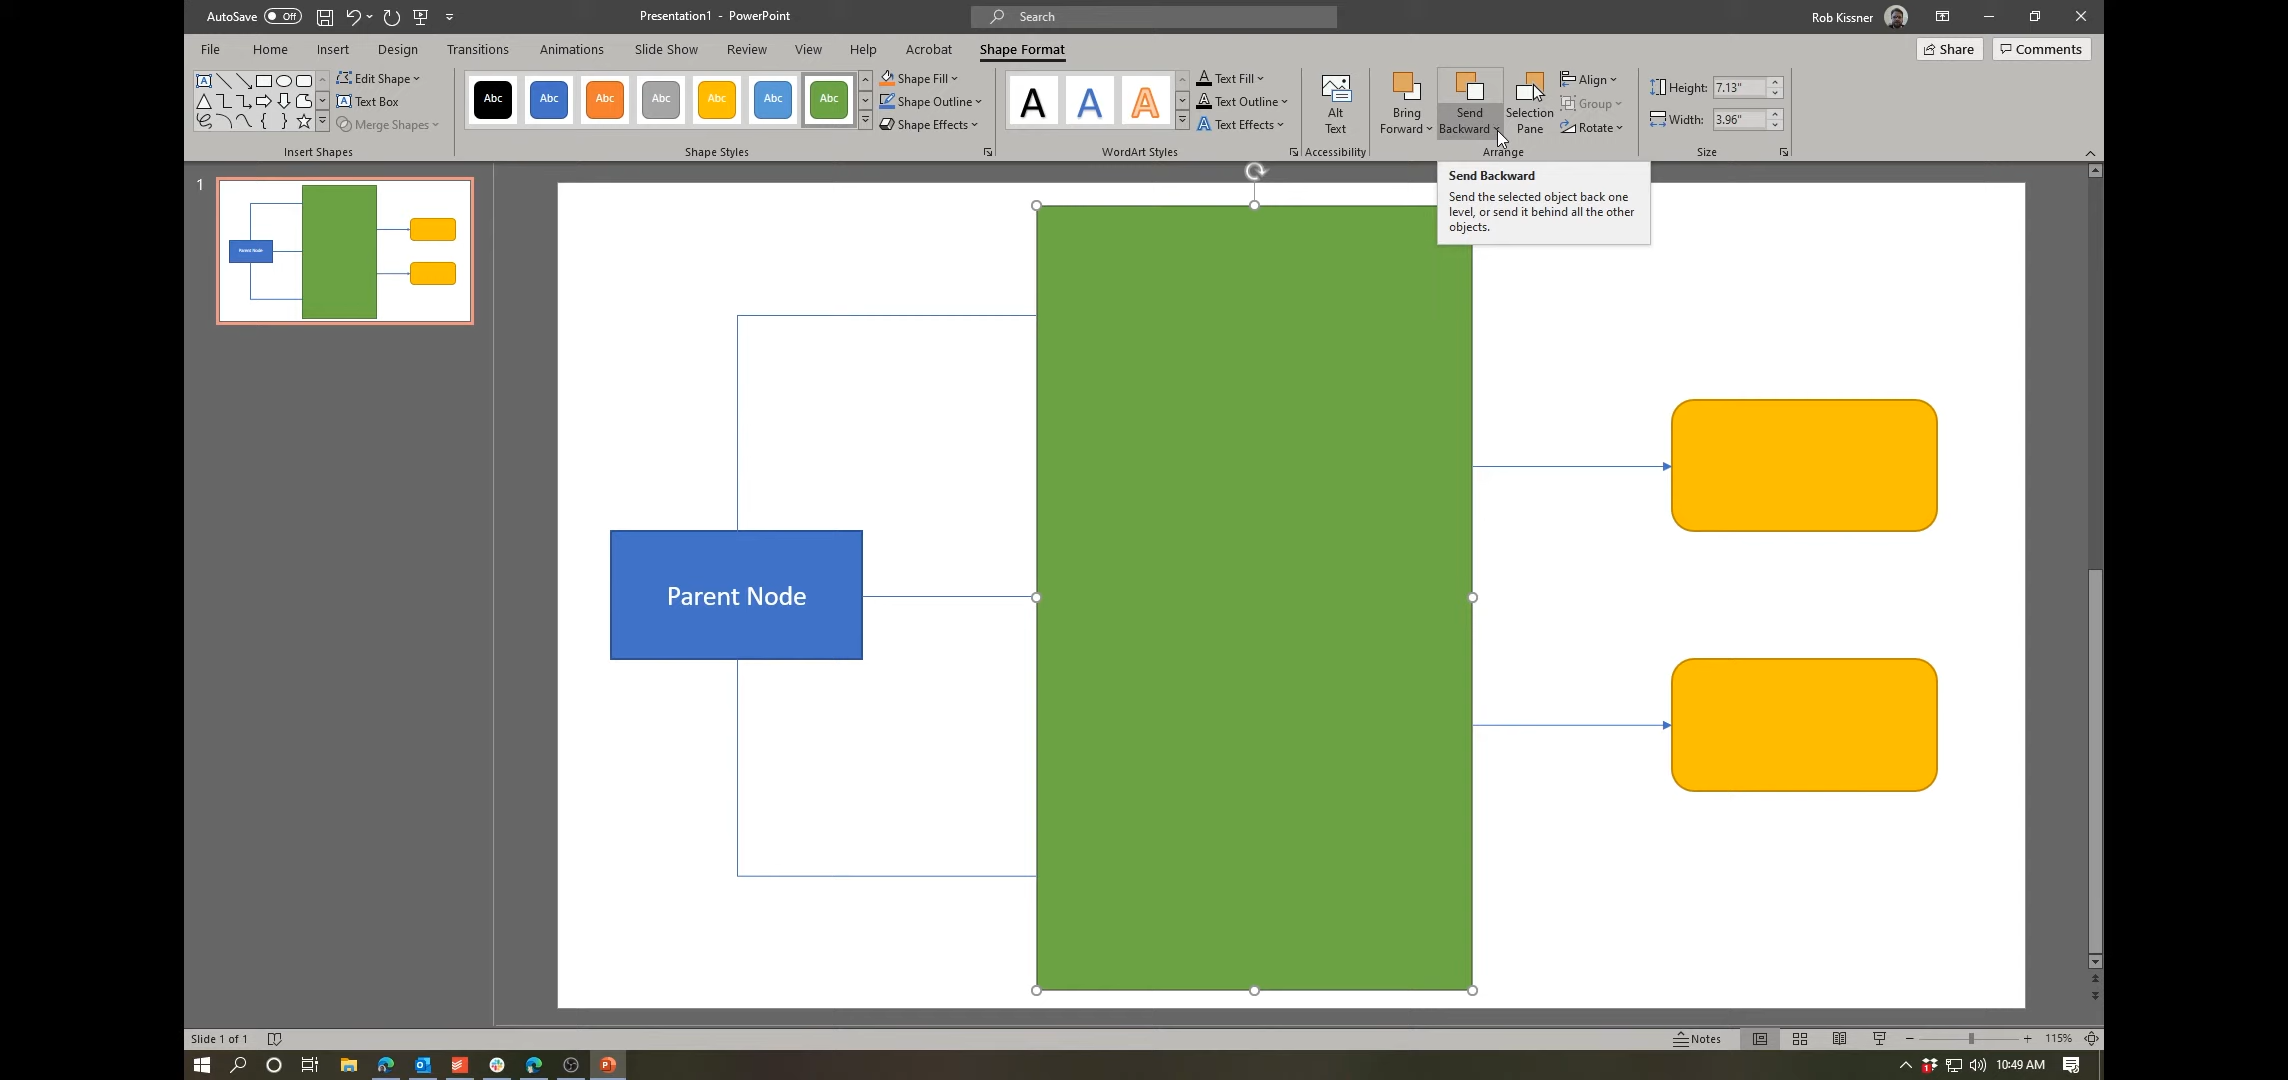 AutoSave Off
Presentation1 - PowerPoint
Search
Rob Kissner
File Home Insert Design Transitions Animations Slide Show Review View Help Acrobat Shape Format
Share Comments
Edit Shape
Text Box
Merge Shapes
Insert Shapes
Abc Abc Abc Abc Abc Abc Abc
Shape Fill
Shape Outline
Shape Effects
Shape Styles
A A A
Text Fill
Text Outline
Text Effects
WordArt Styles
Alt
Text
Accessibility
Bring
Forward
Send
Backward
Selection
Pane
Align
Group
Rotate
Arrange
Height: 7.13"
Width: 3.96"
Size
Send Backward
Send the selected object back one
level, or send it behind all the other
objects.
1
Parent Node
Parent Node
Slide 1 of 1
Notes
115%
10:49 AM